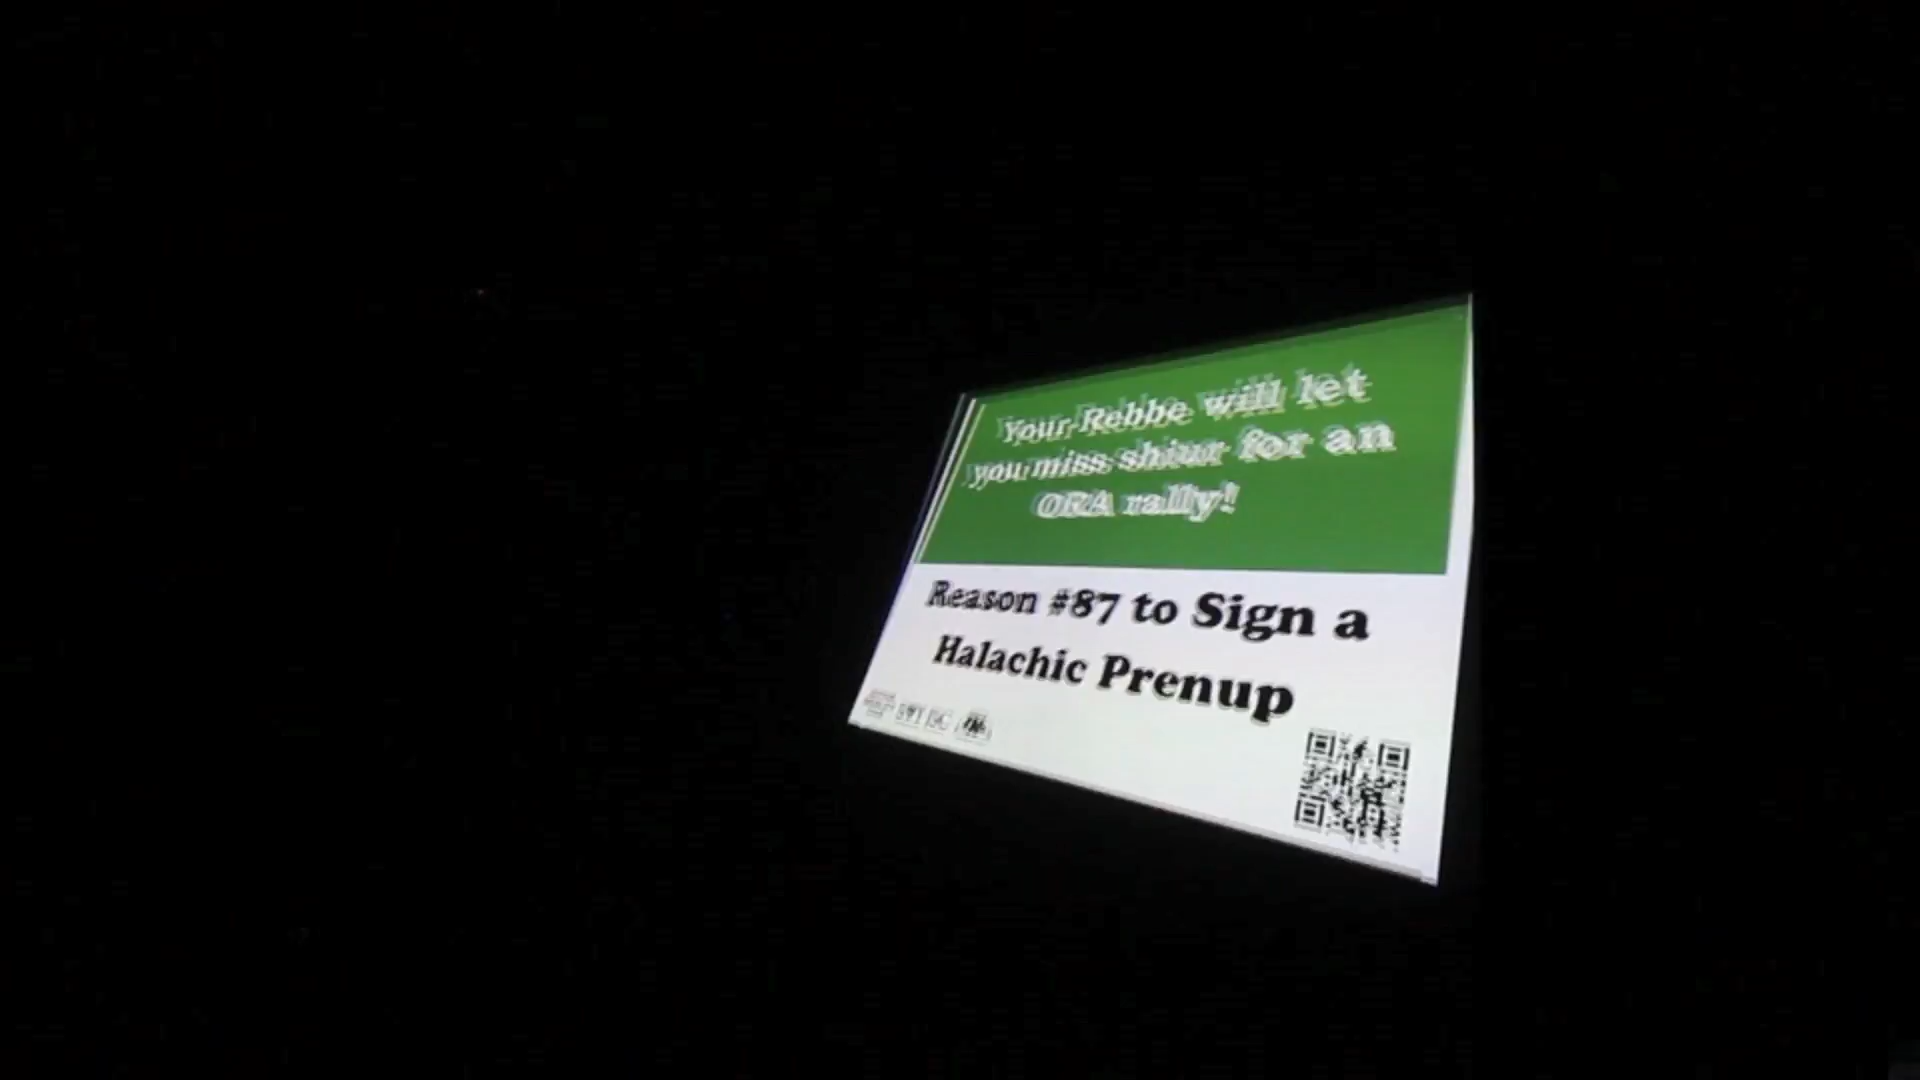 Your Rebbe will let
you miss shiur for an
ORA rally!
Reason #87 to Sign a
Halachic Prenup